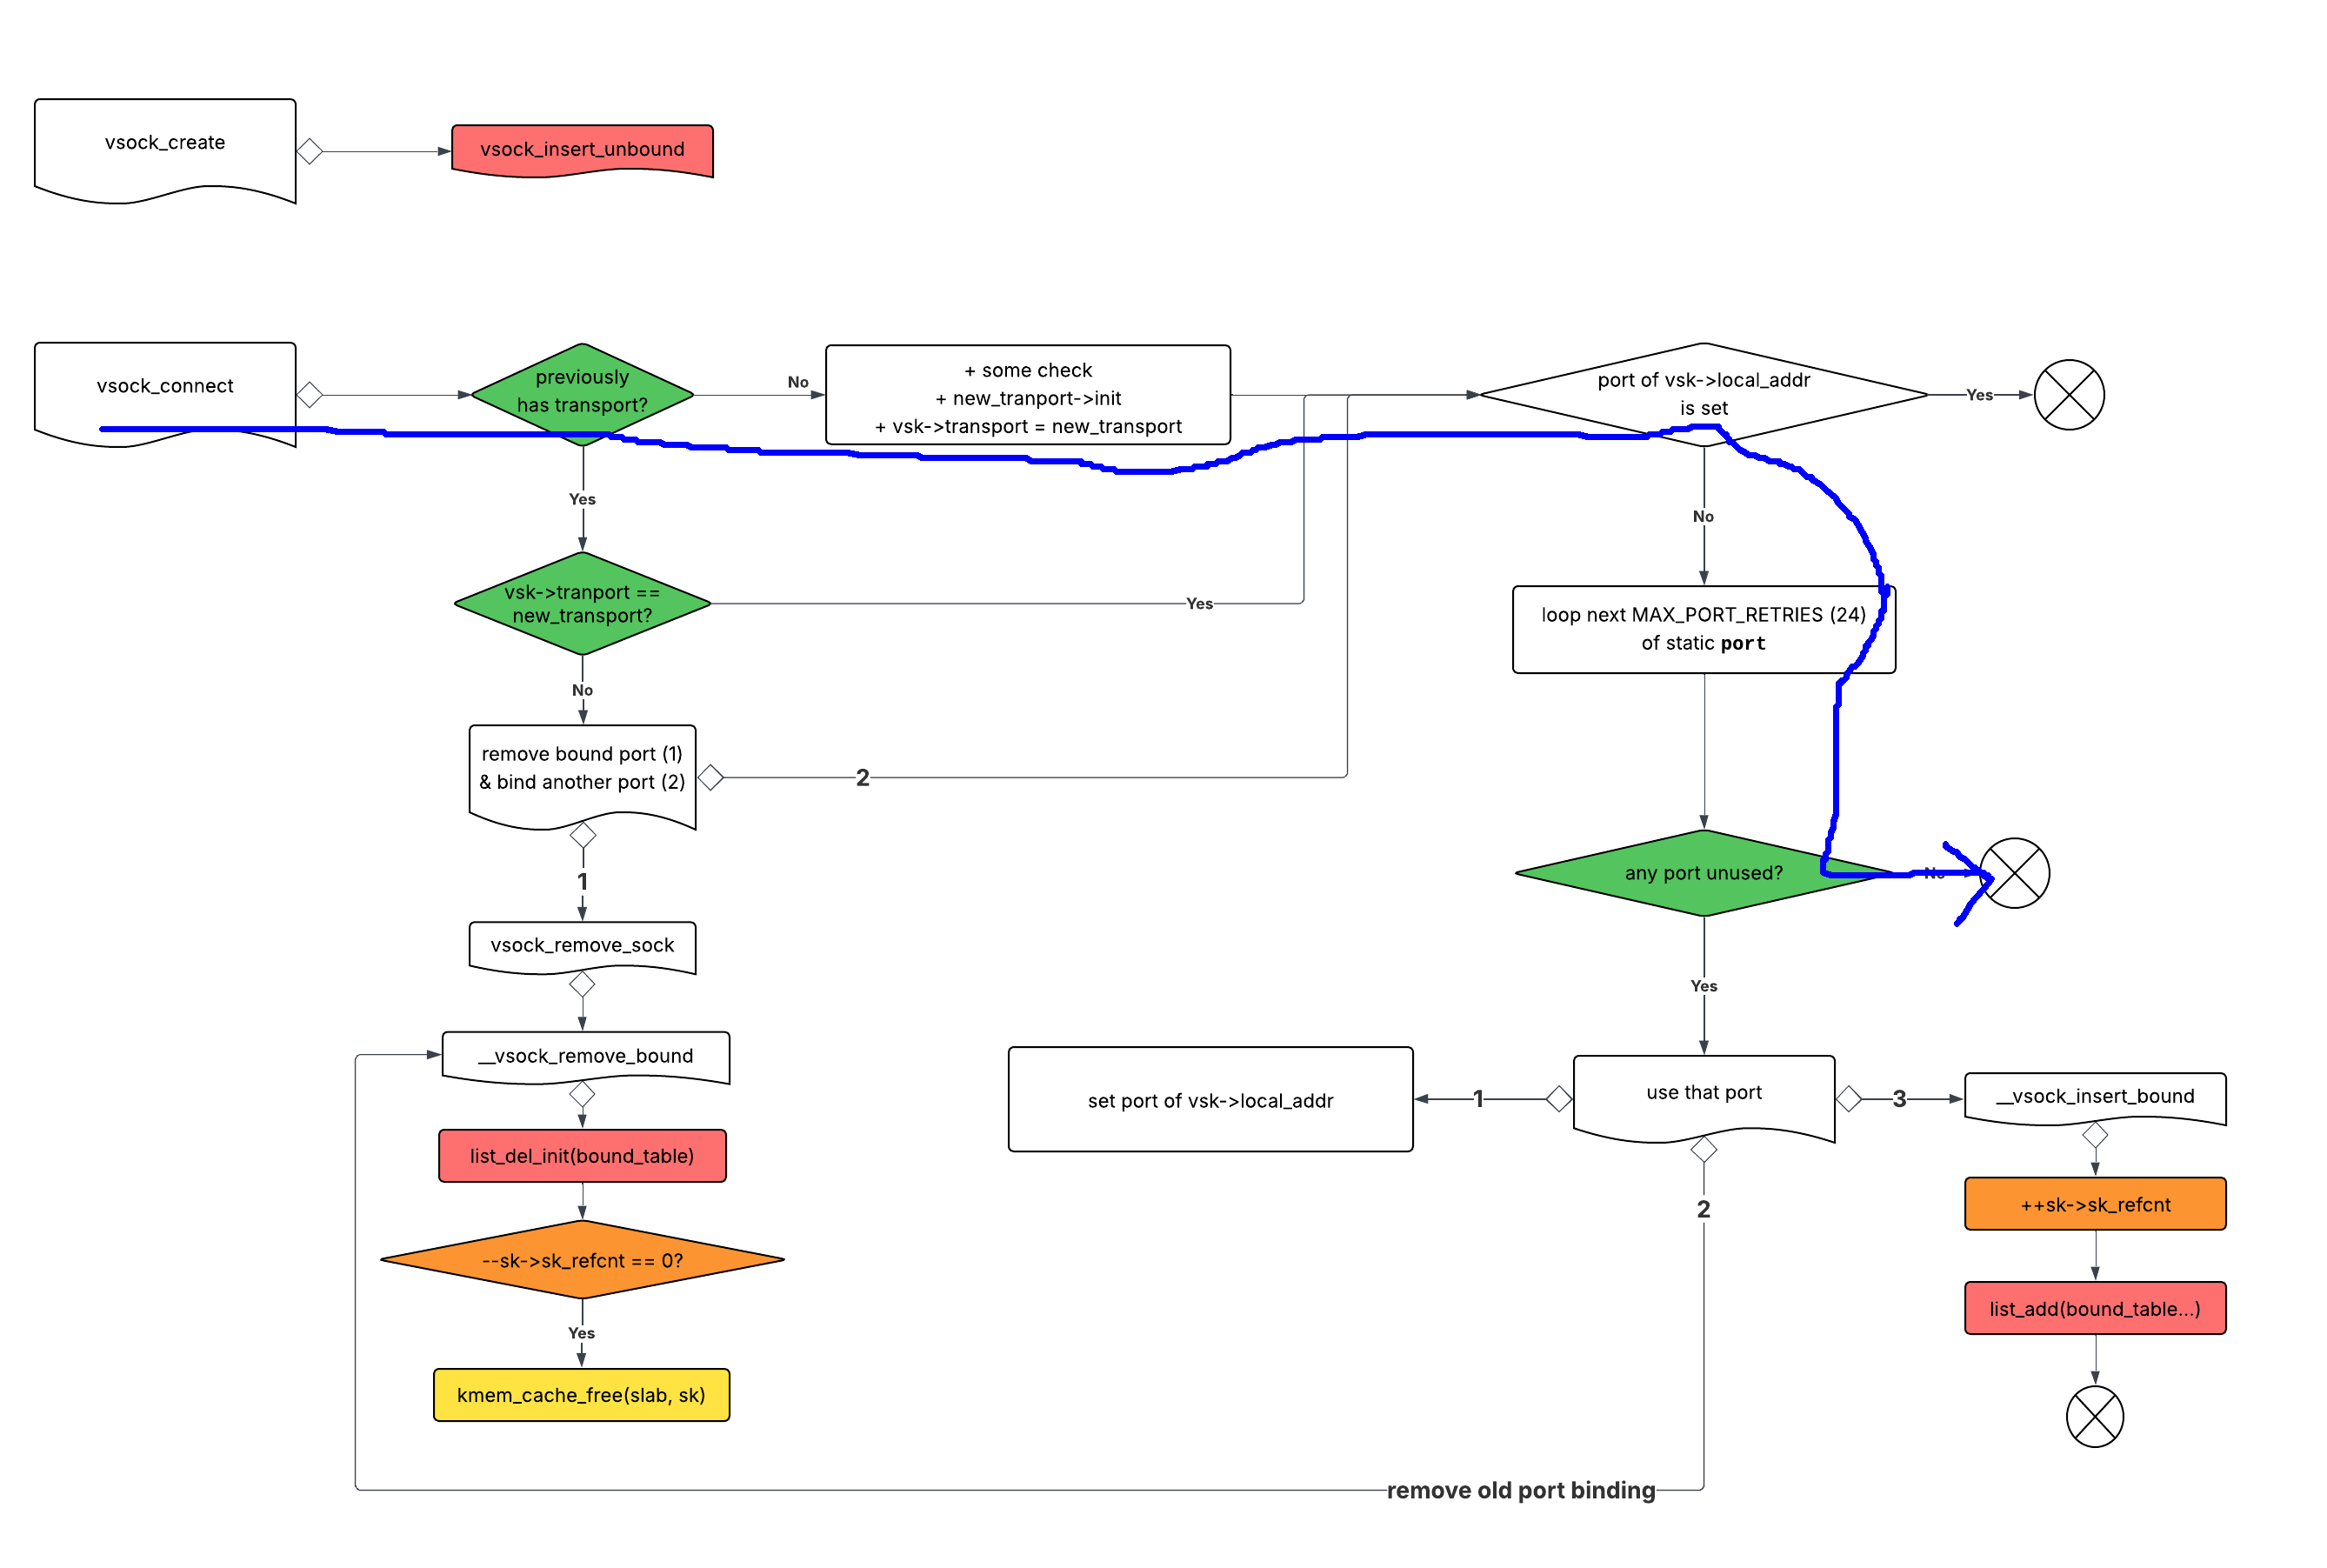 vsock_create
vsock_insert_unbound
vsock_connect
previously
has transport?
No
+ some check
+ new_tranport->init
+ vsk->transport = new_transport
port of vsk->local_addr
is set
Yes
Yes
No
vsk->tranport ==
new_transport?
Yes
loop next MAX_PORT_RETRIES (24)
of static port
No
remove bound port (1)
& bind another port (2)
2
any port unused?
No
1
vsock_remove_sock
Yes
__vsock_remove_bound
set port of vsk->local_addr
1
use that port
3
__vsock_insert_bound
list_del_init(bound_table)
2
++sk->sk_refcnt
--sk->sk_refcnt == 0?
list_add(bound_table...)
Yes
kmem_cache_free(slab, sk)
remove old port binding